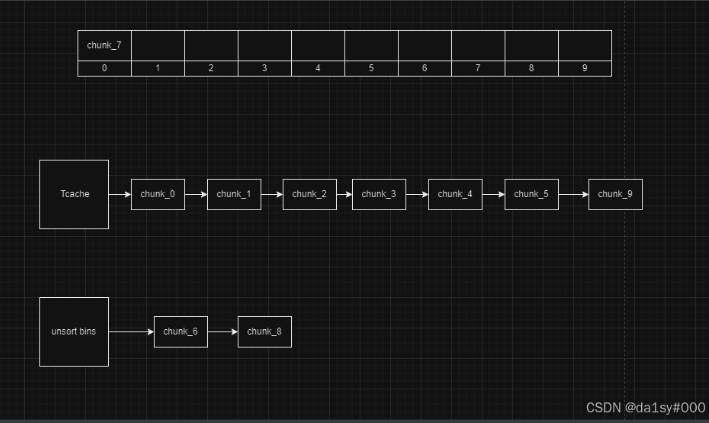 chunk_7
0 1 2 3 4 5 6 7 8 9
Tcache chunk_0 chunk_1 chunk_2 chunk_3 chunk_4 chunk_5 chunk_9
unsort bins chunk_6 chunk_8
CSDN @da1sy#000